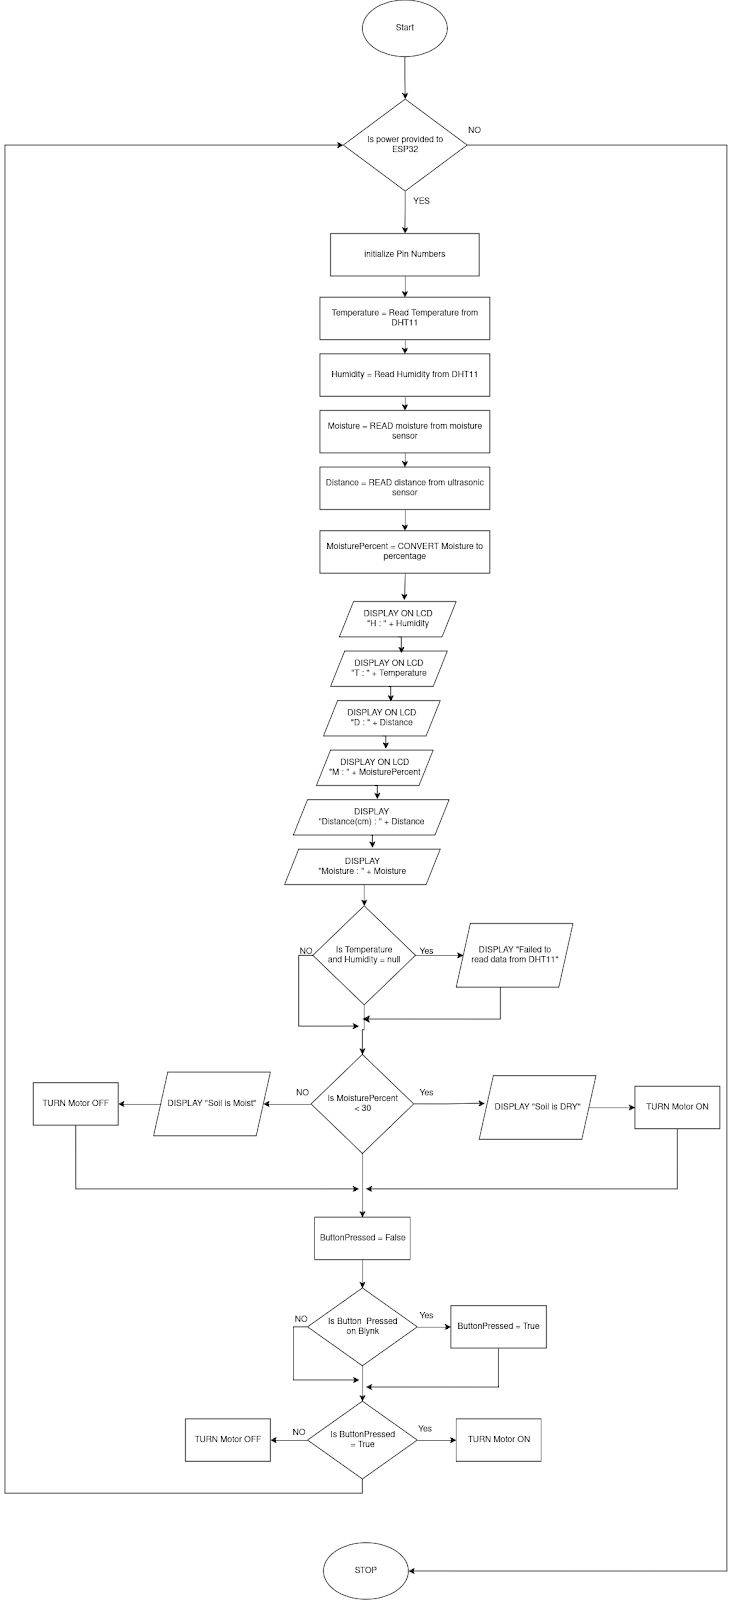 Start
Is power provided to
ESP32
NO
YES
initialize Pin Numbers
Temperature = Read Temperature from
DHT11
Humidity = Read Humidity from DHT11
Moisture = READ moisture from moisture
sensor
Distance = READ distance from ultrasonic
sensor
MoisturePercent = CONVERT Moisture to
percentage
DISPLAY ON LCD
"H : " + Humidity
DISPLAY ON LCD
"T : " + Temperature
DISPLAY ON LCD
"D : " + Distance
DISPLAY ON LCD
"M : " + MoisturePercent
DISPLAY
"Distance(cm) : " + Distance
DISPLAY
"Moisture : " + Moisture
NO
Is Temperature
and Humidity = null
Yes
DISPLAY "Failed to
read data from DHT11"
TURN Motor OFF
DISPLAY "Soil is Moist"
NO
Is MoisturePercent
< 30
Yes
DISPLAY "Soil is DRY"
TURN Motor ON
ButtonPressed = False
NO
Is Button Pressed
on Blynk
Yes
ButtonPressed = True
TURN Motor OFF
NO
Is ButtonPressed
= True
Yes
TURN Motor ON
STOP